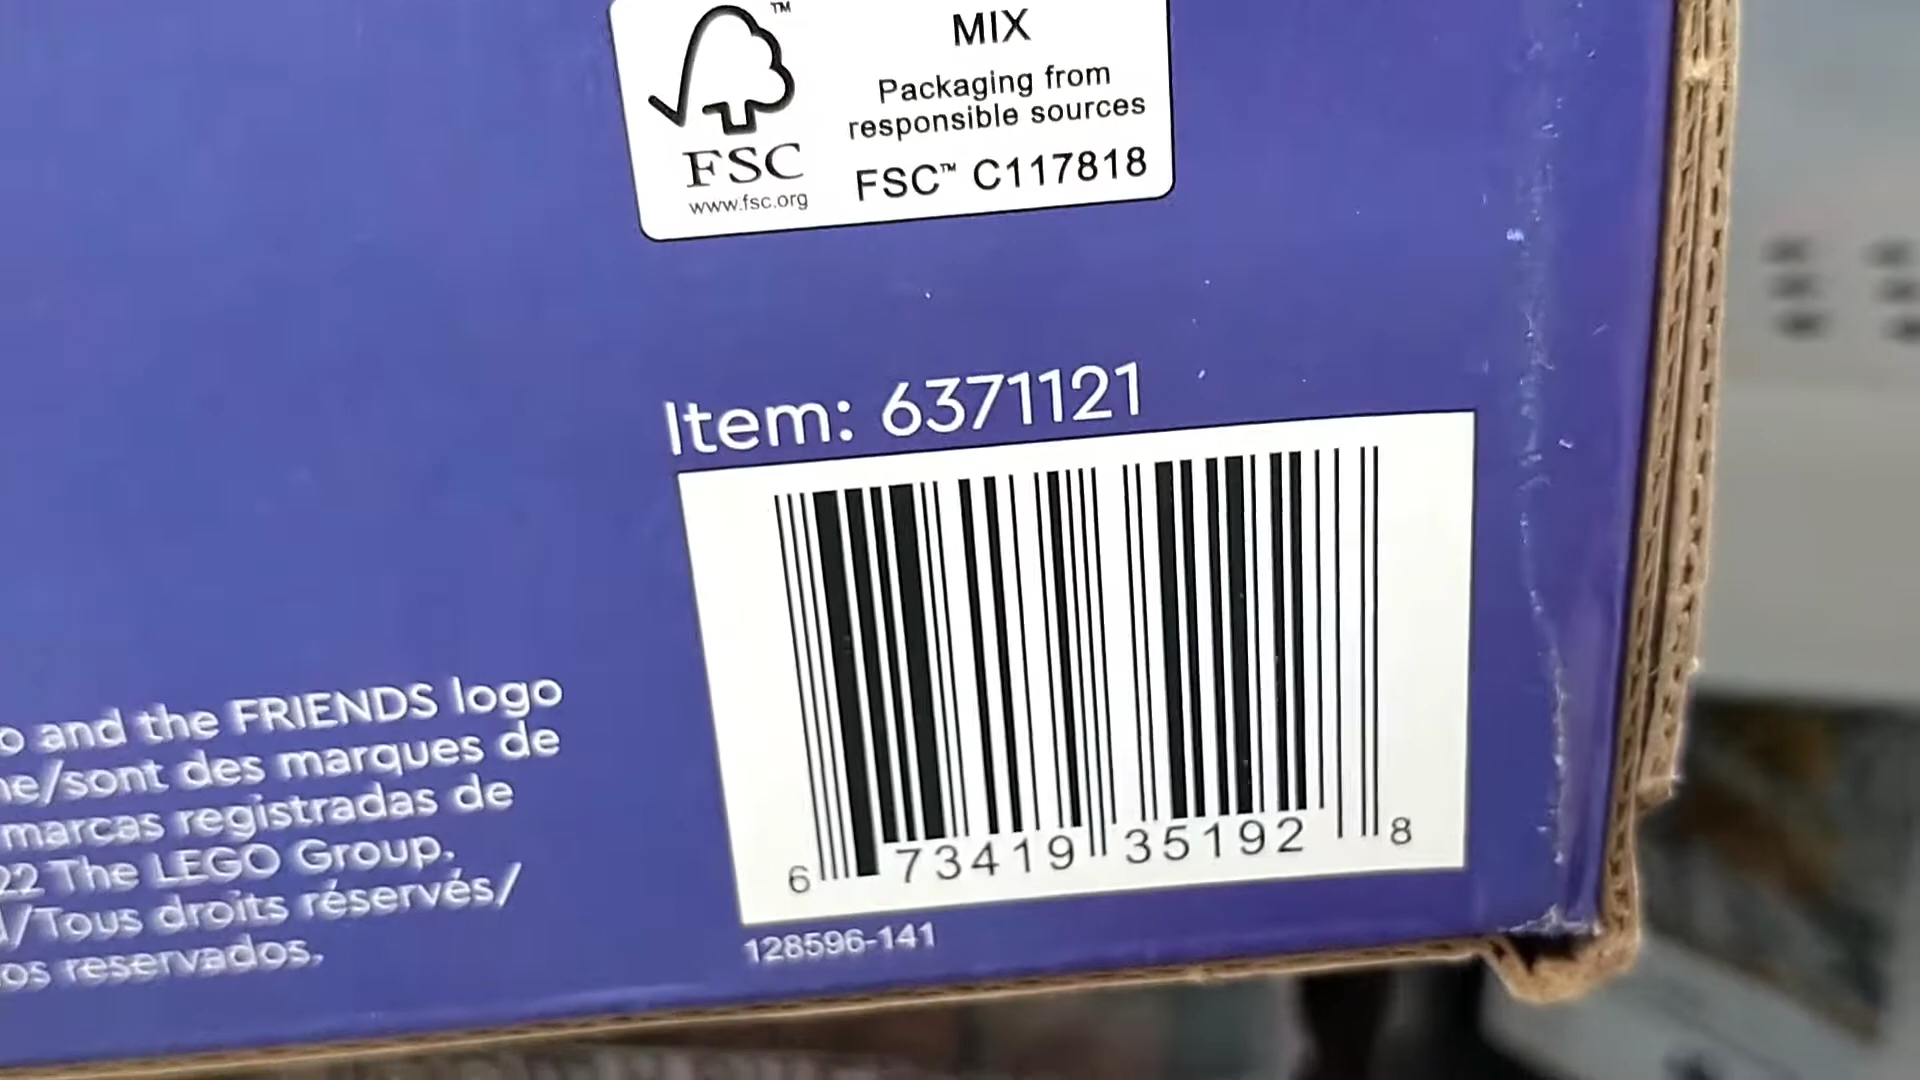 ™
MIX
Packaging from
responsible sources
FSC
www.fsc.org
FSC™ C117818
Item: 6371121
6 73419 35192 8
128596-141
o and the FRIENDS logo
ne/sont des marques de
marcas registradas de
22 The LEGO Group.
/Tous droits réservés/
os reservados.